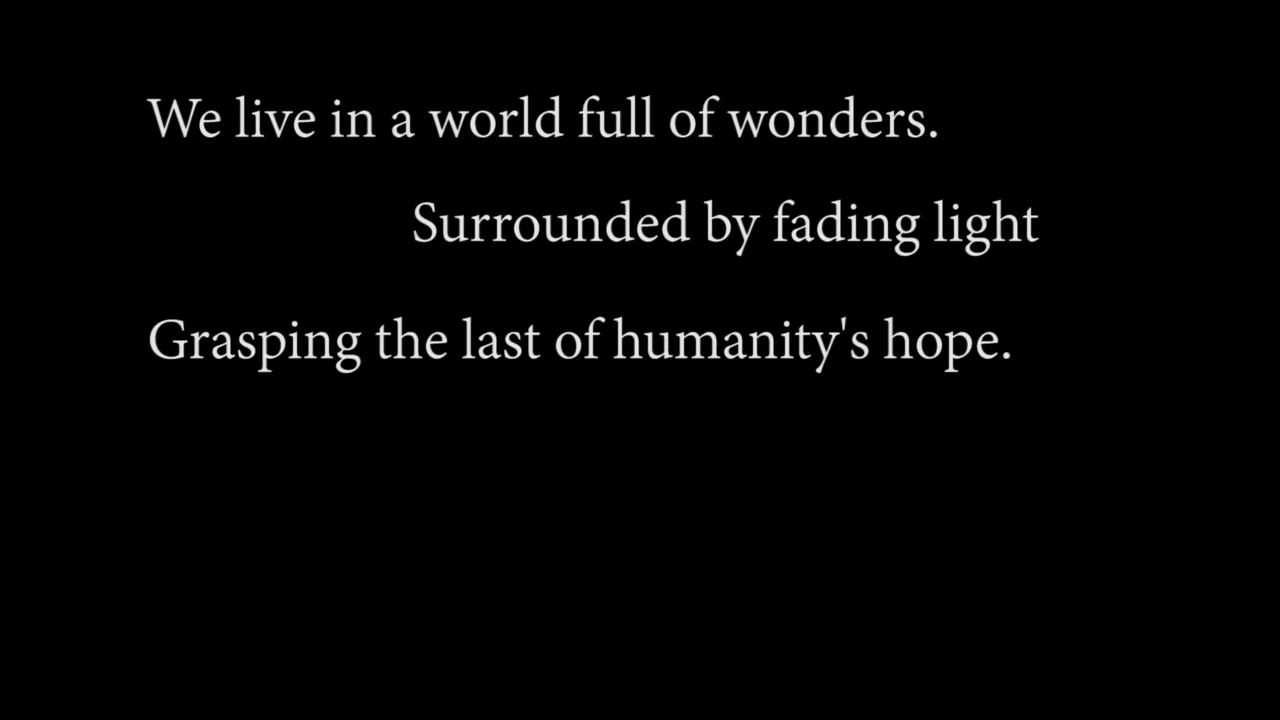 We live in a world full of wonders.
Surrounded by fading light
Grasping the last of humanity's hope.